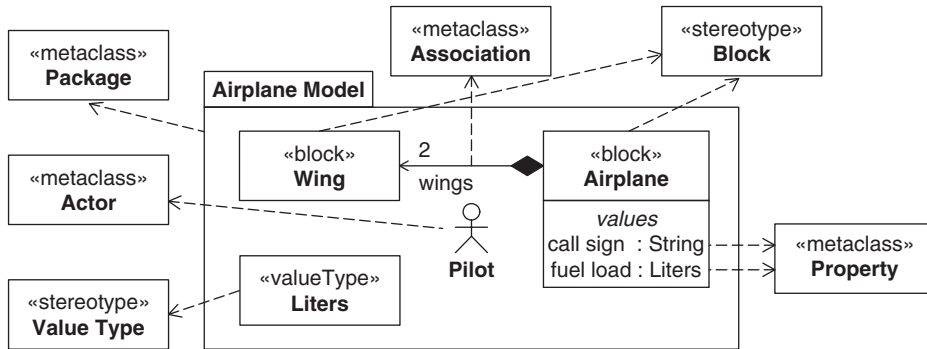 «metaclass»
Package
«metaclass»
Association
«stereotype»
Block
Airplane Model
«block»
Wing
2
wings
«block»
Airplane
values
call sign : String
fuel load : Liters
«metaclass»
Actor
Pilot
«metaclass»
Property
«stereotype»
Value Type
«valueType»
Liters